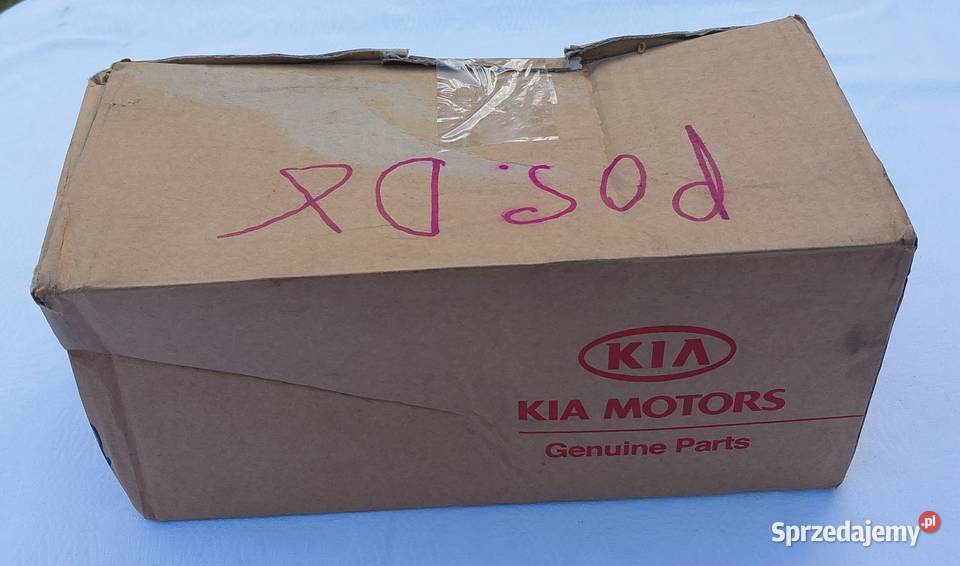 POS. DX
KIA
KIA MOTORS
Genuine Parts
Sprzedajemy.pl